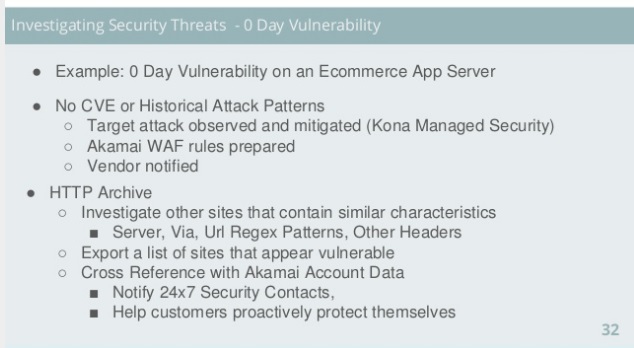 Investigating Security Threats - 0 Day Vulnerability
● Example: 0 Day Vulnerability on an Ecommerce App Server
● No CVE or Historical Attack Patterns
○ Target attack observed and mitigated (Kona Managed Security)
○ Akamai WAF rules prepared
○ Vendor notified
● HTTP Archive
○ Investigate other sites that contain similar characteristics
■ Server, Via, Url Regex Patterns, Other Headers
○ Export a list of sites that appear vulnerable
○ Cross Reference with Akamai Account Data
■ Notify 24x7 Security Contacts,
■ Help customers proactively protect themselves
32